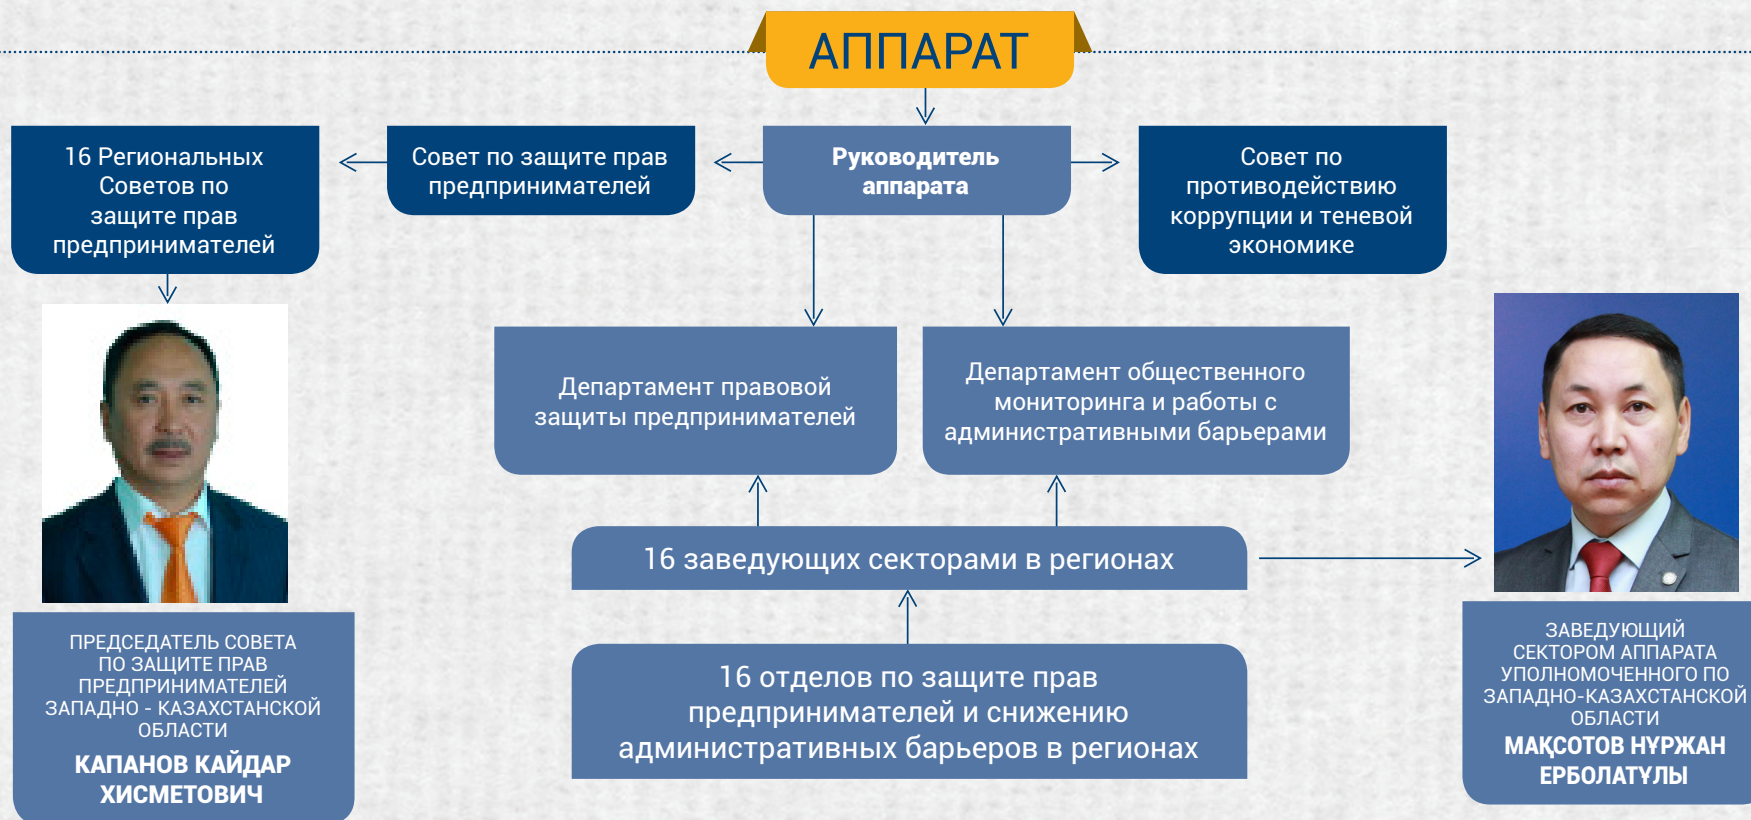 АППАРАТ
16 Региональных
Советов по
защите прав
предпринимателей
Совет по защите прав
предпринимателей
Руководитель
аппарата
Совет по
противодействию
коррупции и теневой
экономике
Департамент правовой
защиты предпринимателей
Департамент общественного
мониторинга и работы с
административными барьерами
16 заведующих секторами в регионах
16 отделов по защите прав
предпринимателей и снижению
административных барьеров в регионах
ПРЕДСЕДАТЕЛЬ СОВЕТА
ПО ЗАЩИТЕ ПРАВ
ПРЕДПРИНИМАТЕЛЕЙ
ЗАПАДНО - КАЗАХСТАНСКОЙ
ОБЛАСТИ
КАПАНОВ КАЙДАР
ХИСМЕТОВИЧ
ЗАВЕДУЮЩИЙ
СЕКТОРОМ АППАРАТА
УПОЛНОМОЧЕННОГО ПО
ЗАПАДНО-КАЗАХСТАНСКОЙ
ОБЛАСТИ
МАҚСОТОВ НҰРЖАН
ЕРБОЛАТҰЛЫ